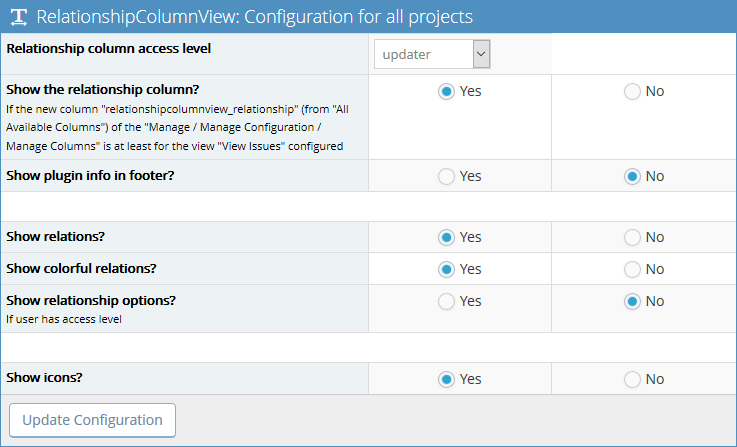 RelationshipColumnView: Configuration for all projects
Relationship column access level
updater
Show the relationship column?
Yes No
If the new column "relationshipcolumnview_relationship" (from "All
Available Columns") of the "Manage / Manage Configuration /
Manage Columns" is at least for the view "View Issues" configured
Show plugin info in footer? Yes No
Show relations? Yes No
Show colorful relations? Yes No
Show relationship options? Yes No
If user has access level
Show icons? Yes No
Update Configuration